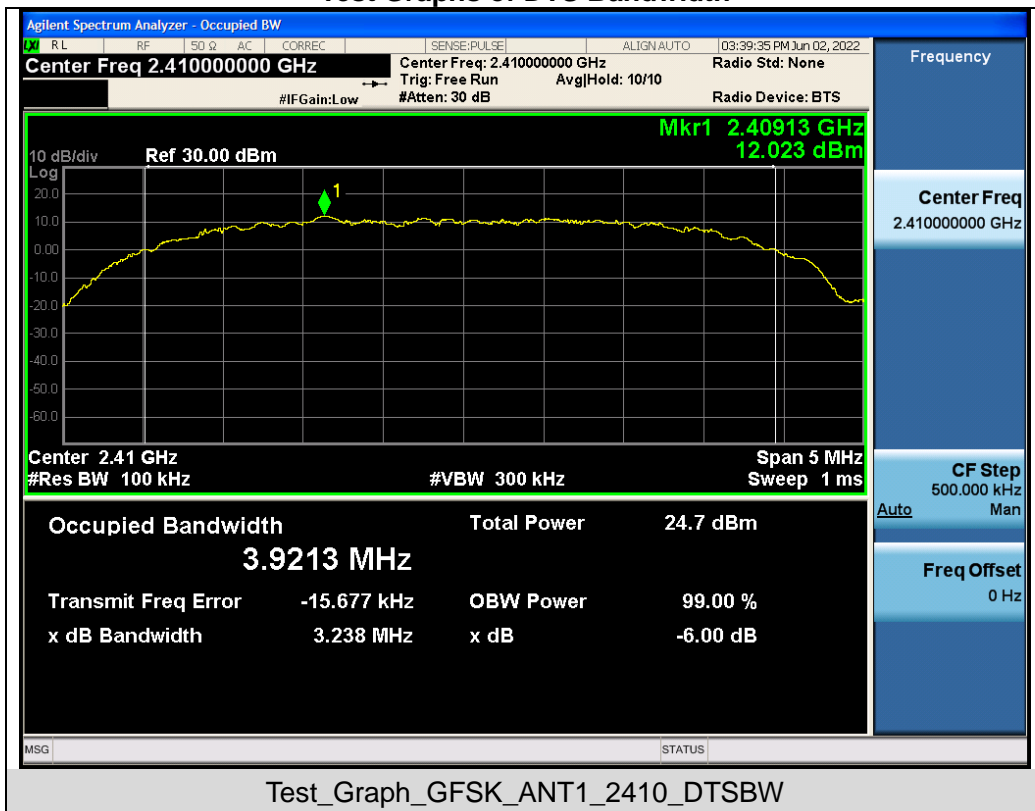 Test Graphs of DTS Bandwidth
Agilent Spectrum Analyzer - Occupied BW
LXI RL RF 50 Ω AC CORREC SENSE:PULSE ALIGN AUTO 03:39:35 PM Jun 02, 2022
Center Freq 2.410000000 GHz
Center Freq: 2.410000000 GHz Radio Std: None
Trig: Free Run Avg|Hold: 10/10
#IFGain:Low #Atten: 30 dB Radio Device: BTS
Frequency
Mkr1 2.40913 GHz
12.023 dBm
10 dB/div Ref 30.00 dBm
Log
20.0
10.0
0.00
-10.0
-20.0
-30.0
-40.0
-50.0
-60.0
1
Center 2.41 GHz Span 5 MHz
#Res BW 100 kHz #VBW 300 kHz Sweep 1 ms
Center Freq
2.410000000 GHz
CF Step
500.000 kHz
Auto Man
Freq Offset
0 Hz
Occupied Bandwidth Total Power 24.7 dBm
3.9213 MHz
Transmit Freq Error -15.677 kHz OBW Power 99.00 %
x dB Bandwidth 3.238 MHz x dB -6.00 dB
MSG STATUS
Test_Graph_GFSK_ANT1_2410_DTSBW